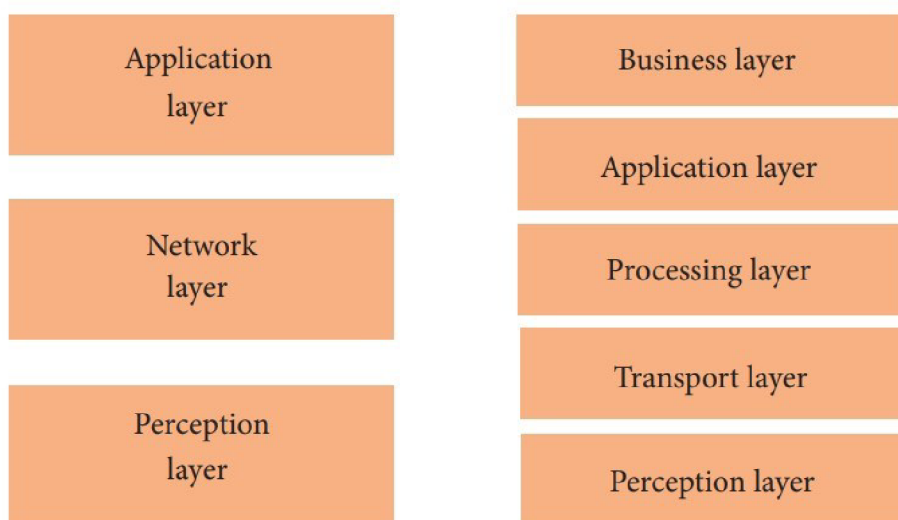 Application
layer
Network
layer
Perception
layer
Business layer
Application layer
Processing layer
Transport layer
Perception layer